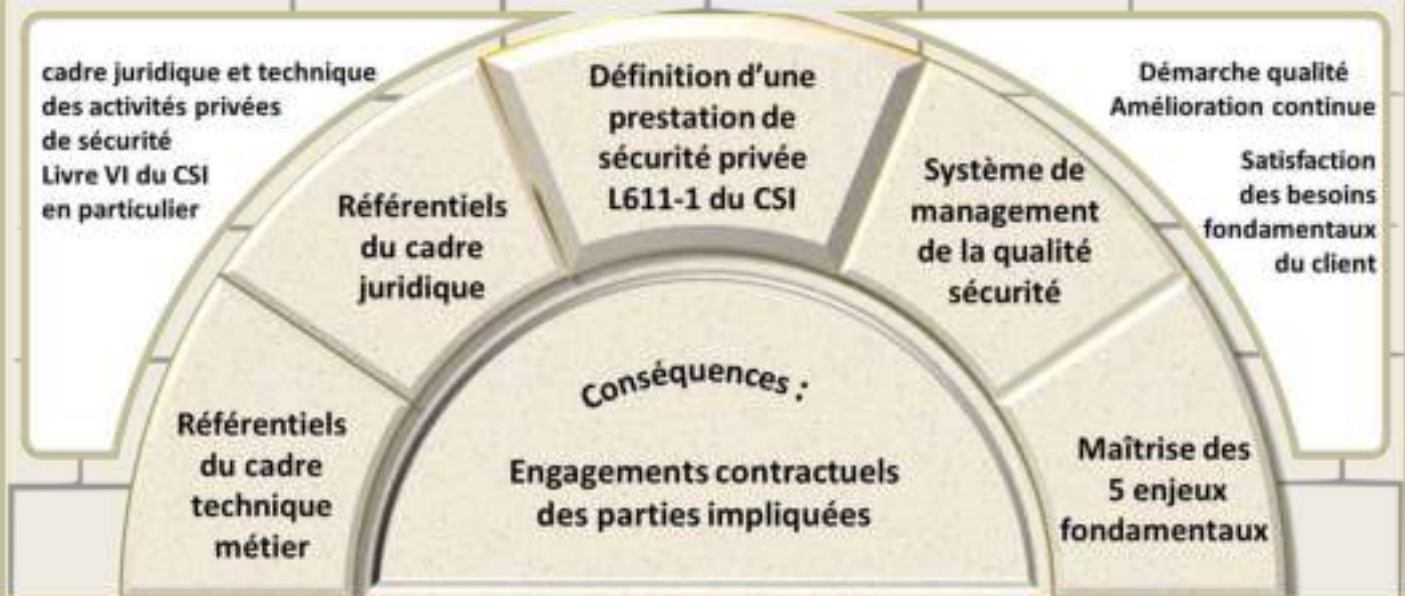 cadre juridique et technique
des activités privées
de sécurité
Livre VI du CSI
en particulier
Référentiels
du cadre
technique
métier
Référentiels
du cadre
juridique
Définition d'une
prestation de
sécurité privée
L611-1 du CSI
Système de
management
de la qualité
sécurité
Maîtrise des
5 enjeux
fondamentaux
Démarche qualité
Amélioration continue
Satisfaction
des besoins
fondamentaux
du client
Conséquences :
Engagements contractuels
des parties impliquées